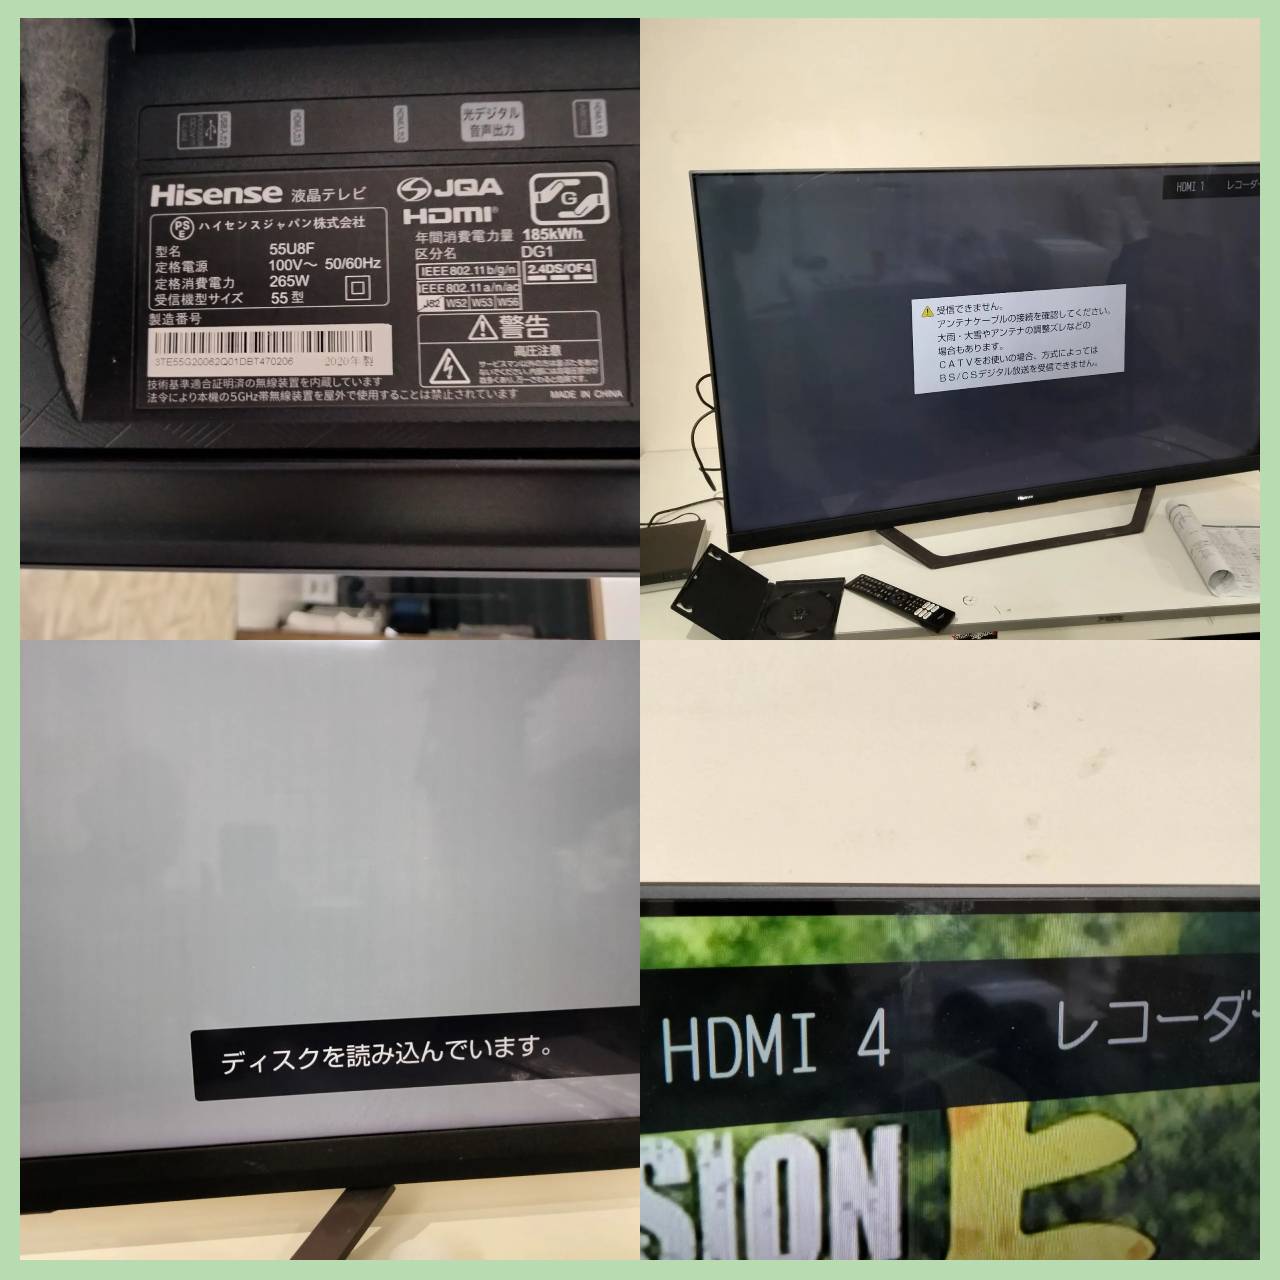 光デジタル
音声出力
Hisense 液晶テレビ
PSE ハイセンスジャパン株式会社
型名 55U8F
定格電源 100V～ 50/60Hz
定格消費電力 265W
受信機型サイズ 55型
製造番号
3TE55G20062Q01DBT470206 2020年製
技術基準適合証明済の無線装置を内蔵しています
法令により本機の5GHz帯無線装置を屋外で使用することは禁止されています
JQA
HDMI
G
年間消費電力量 185kWh
区分名 DG1
IEEE802.11b/g/n 2.4DS/OF4
IEEE802.11a/n/ac
J52 W52 W53 W56
警告
高圧注意
MADE IN CHINA
HDMI 1 レコーダー
受信できません。
アンテナケーブルの接続を確認してください。
大雨・大雪やアンテナの調整ズレなどの
場合もあります。
CATVをお使いの場合、方式によっては
BS/CSデジタル放送を受信できません。
Hisense
ディスクを読み込んでいます。
HDMI 4 レコーダー
SION